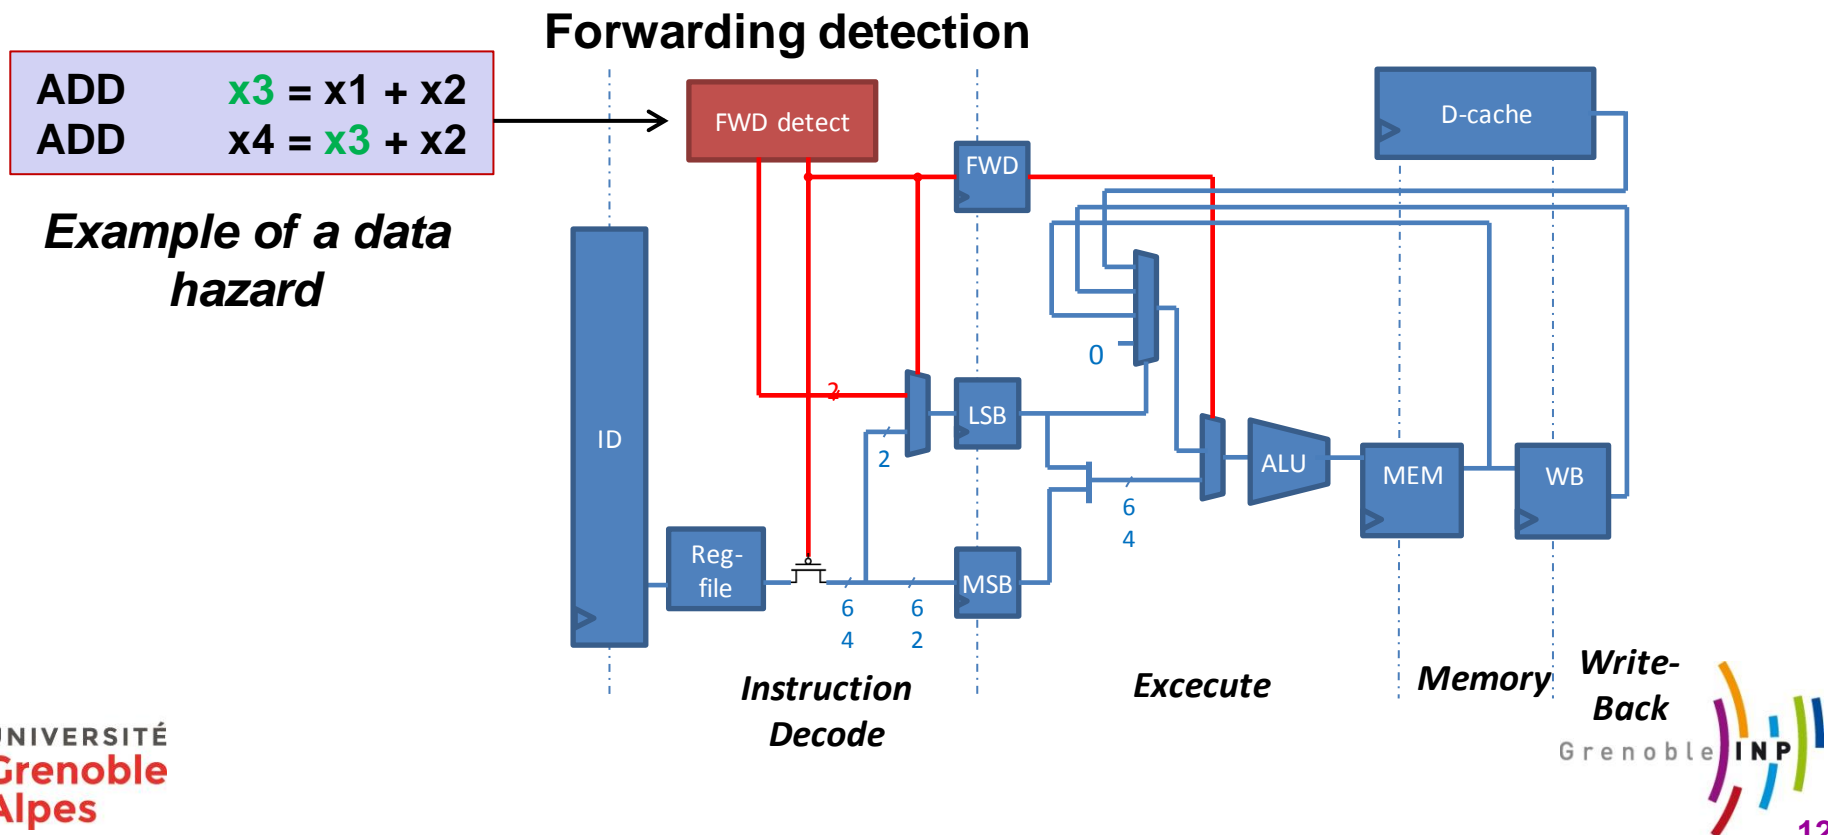 Forwarding detection
ADD x3 = x1 + x2
ADD x4 = x3 + x2
Example of a data
hazard
FWD detect
FWD
D-cache
0
2
LSB
2
ID
ALU
MEM
WB
6
4
Reg-
file
MSB
6
4
6
2
Instruction
Decode
Excecute
Memory
Write-
Back
UNIVERSITÉ
Grenoble
Alpes
Grenoble INP
12